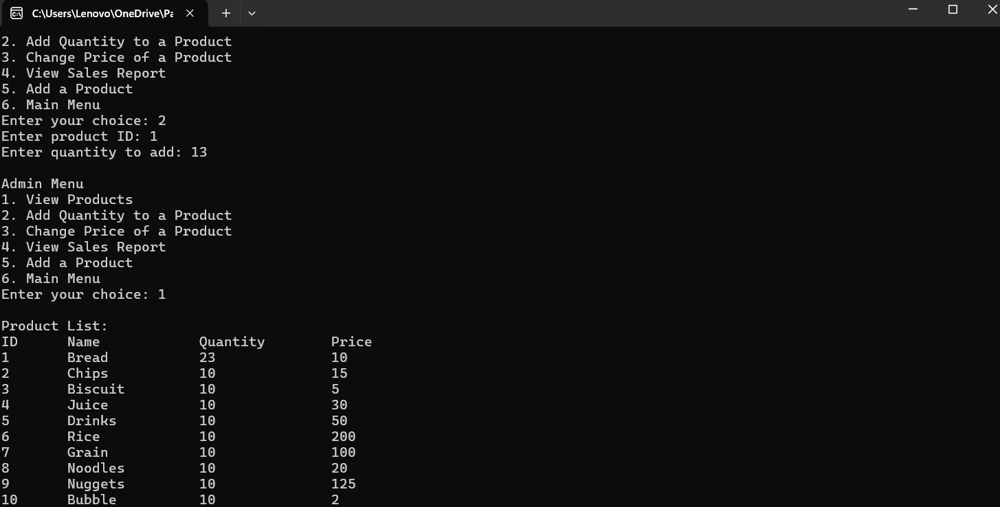 C:\Users\Lenovo\OneDrive\Pa
2. Add Quantity to a Product
3. Change Price of a Product
4. View Sales Report
5. Add a Product
6. Main Menu
Enter your choice: 2
Enter product ID: 1
Enter quantity to add: 13

Admin Menu
1. View Products
2. Add Quantity to a Product
3. Change Price of a Product
4. View Sales Report
5. Add a Product
6. Main Menu
Enter your choice: 1

Product List:
ID      Name            Quantity        Price
1       Bread           23              10
2       Chips           10              15
3       Biscuit         10              5
4       Juice           10              30
5       Drinks          10              50
6       Rice            10              200
7       Grain           10              100
8       Noodles         10              20
9       Nuggets         10              125
10      Bubble          10              2